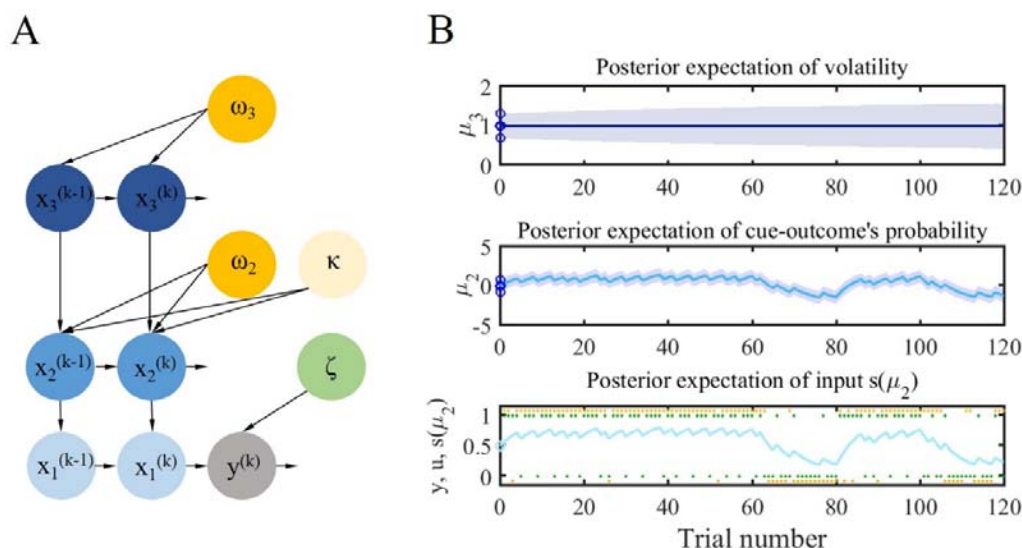 A
B
ω₃
x₃⁽ᵏ⁻¹⁾ x₃⁽ᵏ⁾
ω₂ κ
x₂⁽ᵏ⁻¹⁾ x₂⁽ᵏ⁾ ζ
x₁⁽ᵏ⁻¹⁾ x₁⁽ᵏ⁾ y⁽ᵏ⁾
Posterior expectation of volatility
μ₃
2
1
0
0 20 40 60 80 100 120
Posterior expectation of cue-outcome's probability
μ₂
5
0
-5
0 20 40 60 80 100 120
Posterior expectation of input s(μ₂)
y, u, s(μ₂)
1
0.5
0
0 20 40 60 80 100 120
Trial number